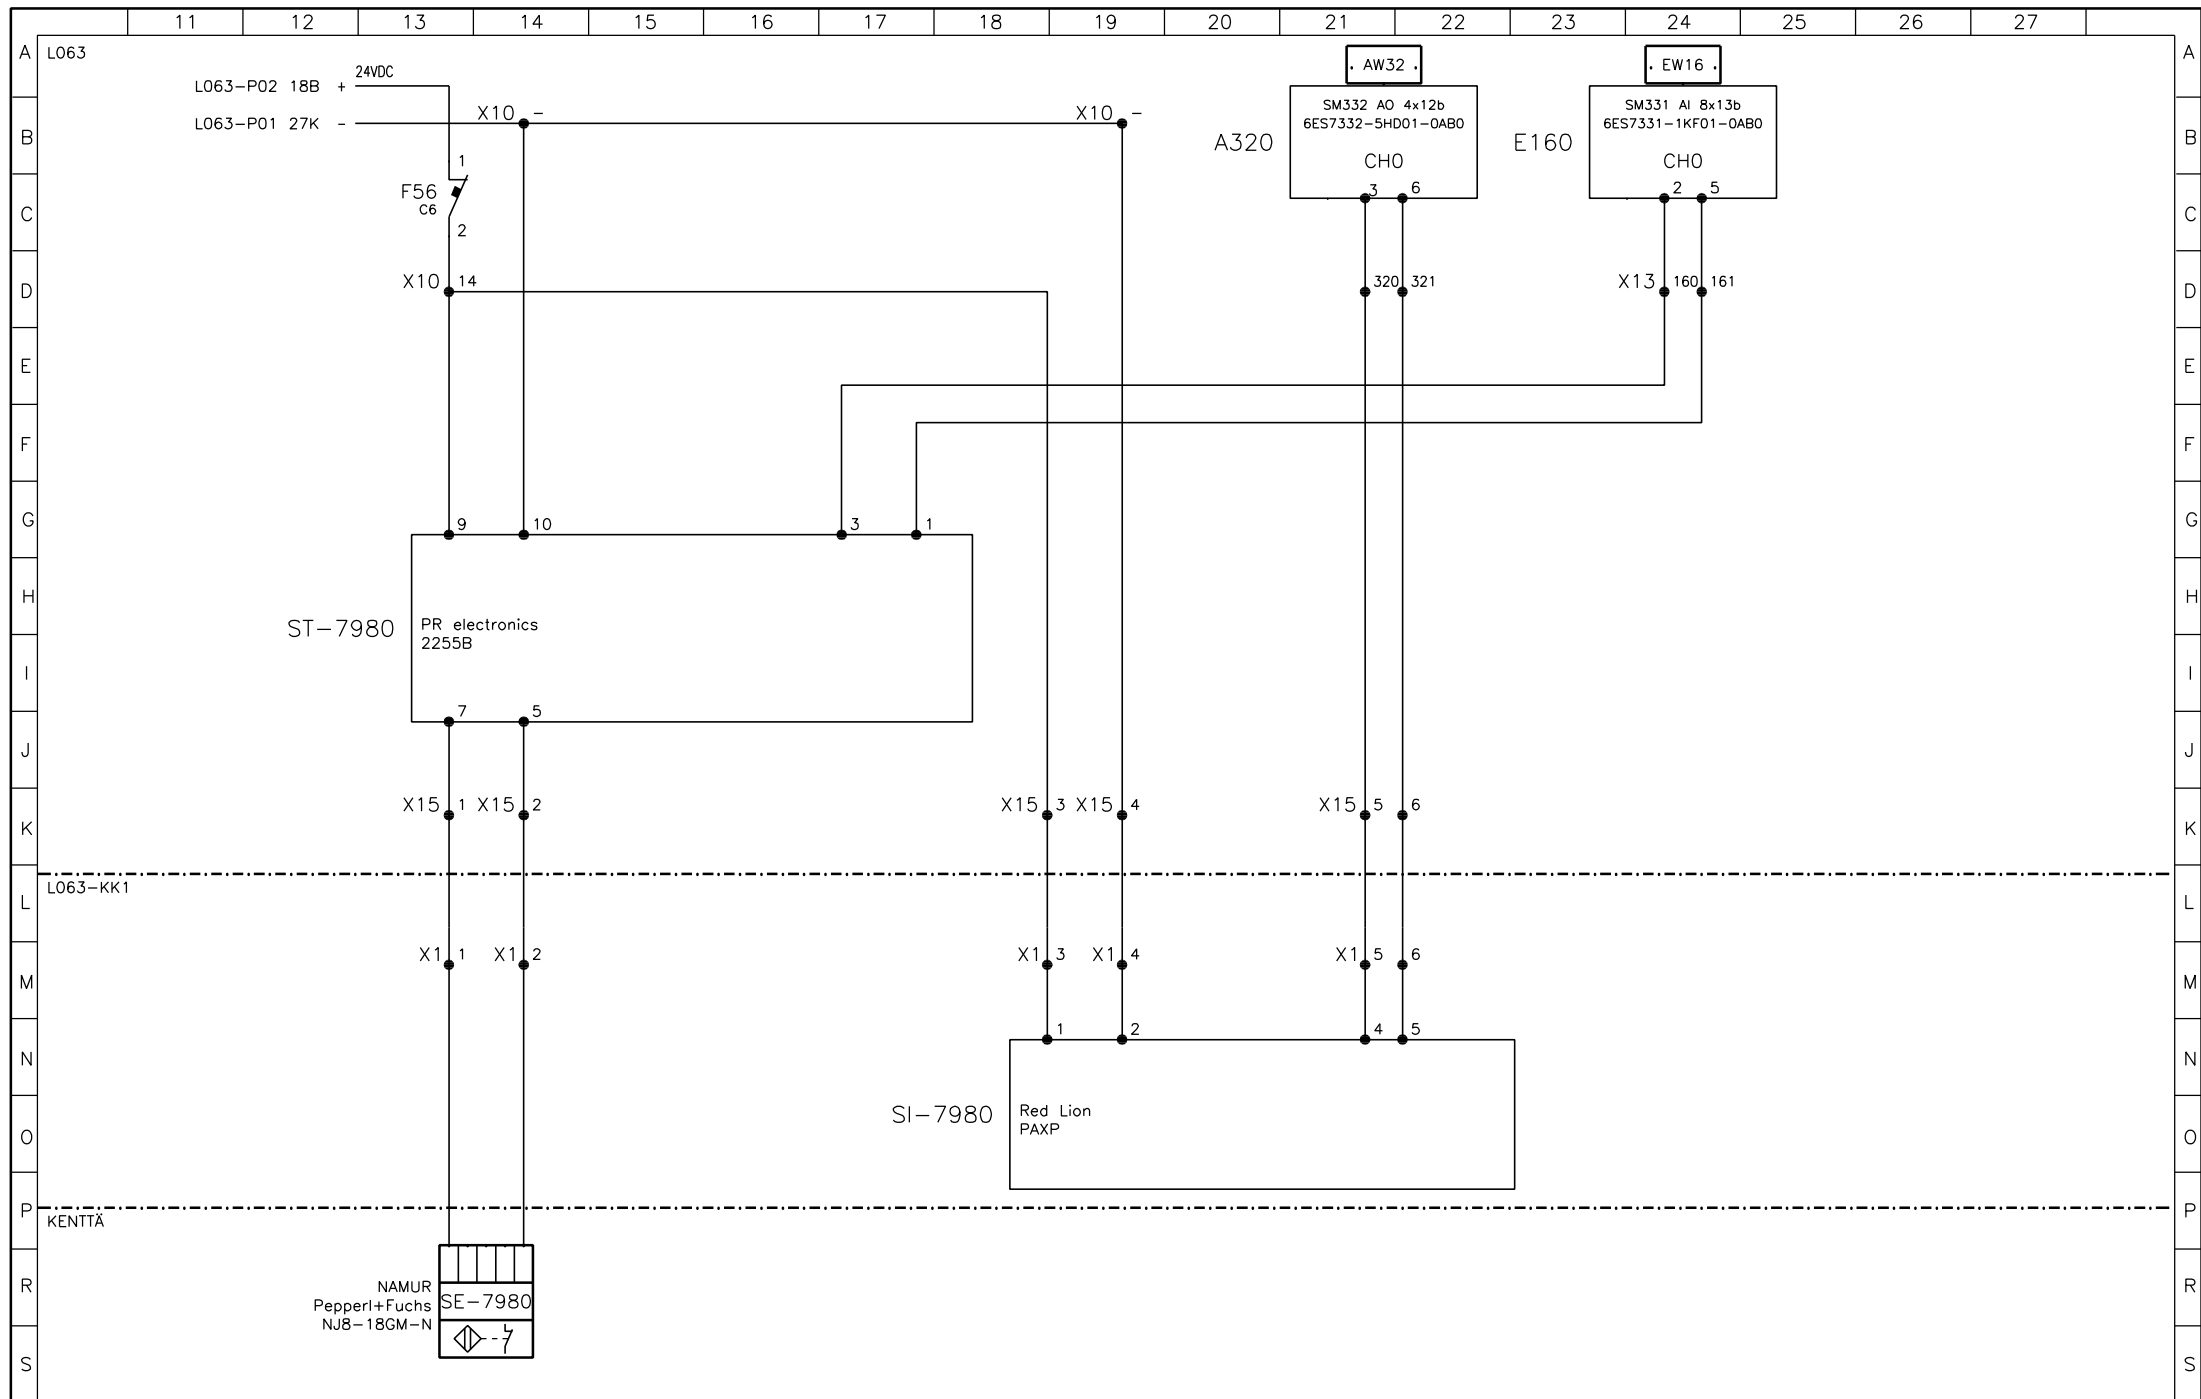 11 12 13 14 15 16 17 18 19 20 21 22 23 24 25 26 27
A L063 A
24VDC
L063-P02 18B +
AW32 EW16
B L063-P01 27K - X10 - X10 - B
SM332 AO 4x12b
6ES7332-5HD01-0AB0
A320
CH0
3 6
SM331 AI 8x13b
6ES7331-1KF01-0AB0
E160
CH0
2 5
1
F56
C6
2
C C
D X10 14 320 321 X13 160 161 D
E E
F F
G 9 10 3 1 G
H H
ST-7980
PR electronics
2255B
I I
7 5
J J
X15 1 X15 2 X15 3 X15 4 X15 5 6
K K
L063-KK1
L L
X1 1 X1 2 X1 3 X1 4 X1 5 6
M M
1 2 4 5
N N
SI-7980
Red Lion
PAXP
O O
P P
KENTTÄ
R R
NAMUR
Pepperl+Fuchs
NJ8-18GM-N
SE-7980
S S